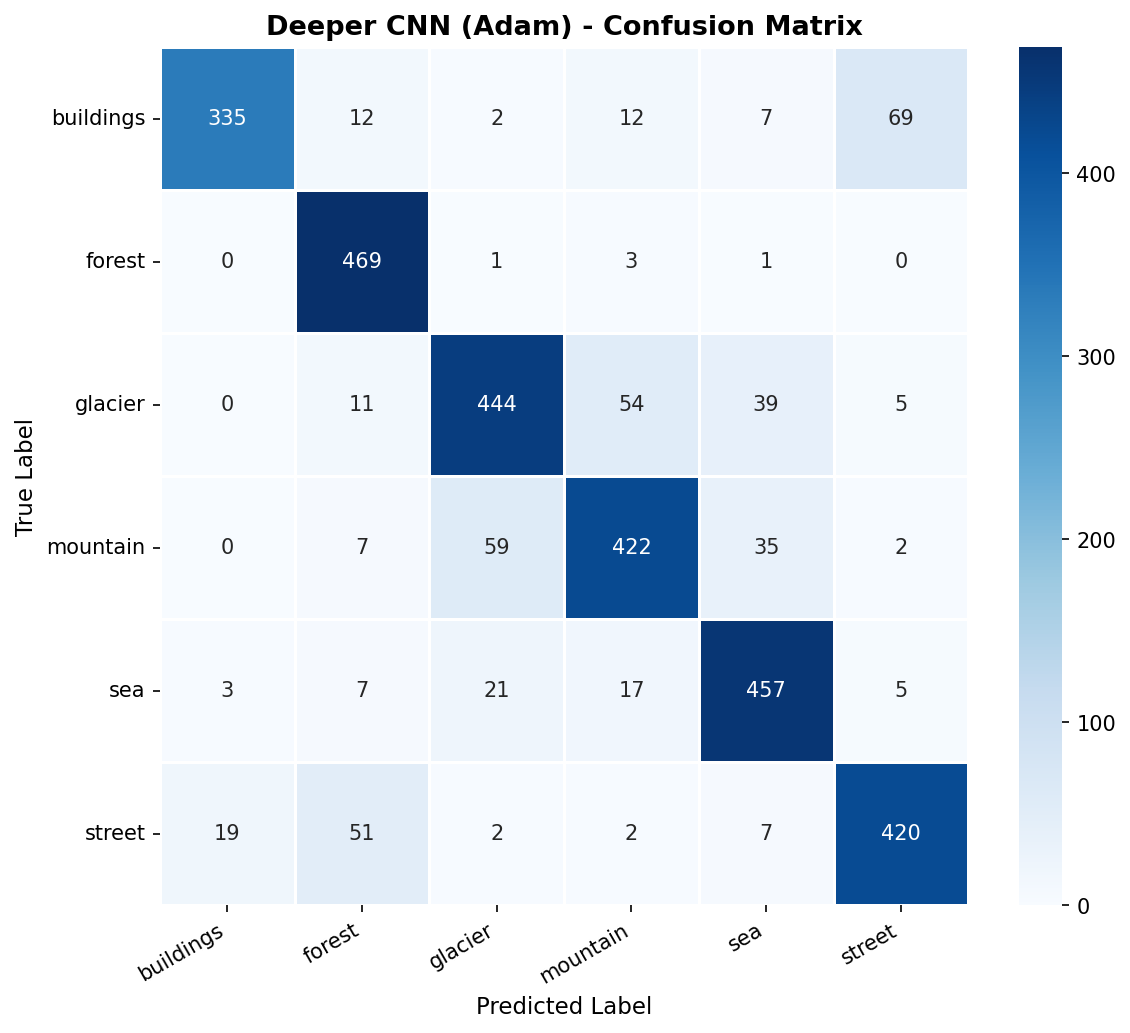 Deeper CNN (Adam) - Confusion Matrix
buildings 335 12 2 12 7 69
forest 0 469 1 3 1 0
glacier 0 11 444 54 39 5
mountain 0 7 59 422 35 2
sea 3 7 21 17 457 5
street 19 51 2 2 7 420
buildings forest glacier mountain sea street
Predicted Label
True Label
400
300
200
100
0